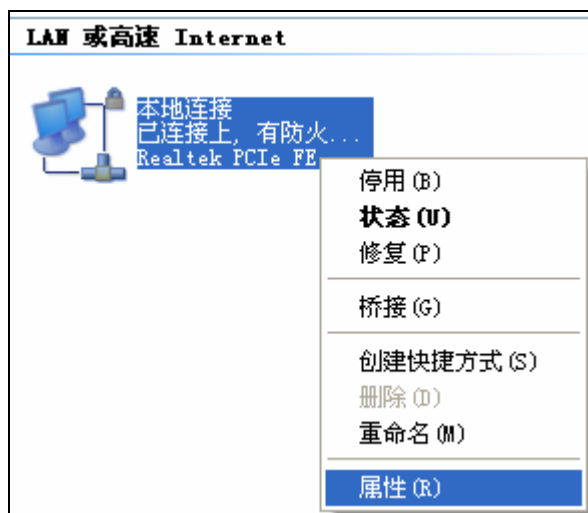 LAN 或高速 Internet
本地连接
已连接上, 有防火...
Realtek PCIe FE
停用(B)
状态(U)
修复(P)
桥接(G)
创建快捷方式(S)
删除(D)
重命名(M)
属性(R)